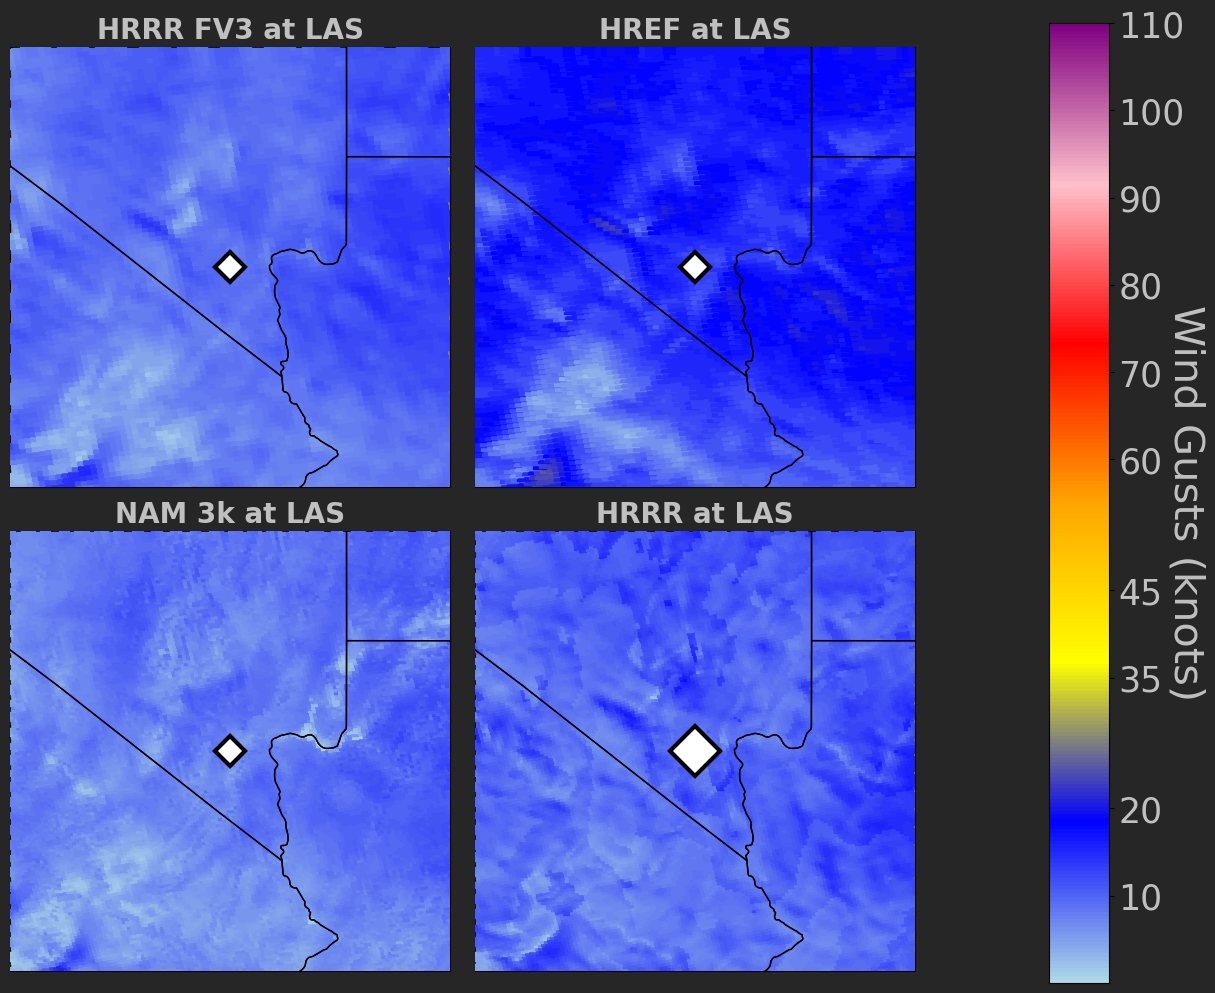 HRRR FV3 at LAS
HREF at LAS
NAM 3k at LAS
HRRR at LAS
110
100
90
80
70
60
45
35
20
10
Wind Gusts (knots)